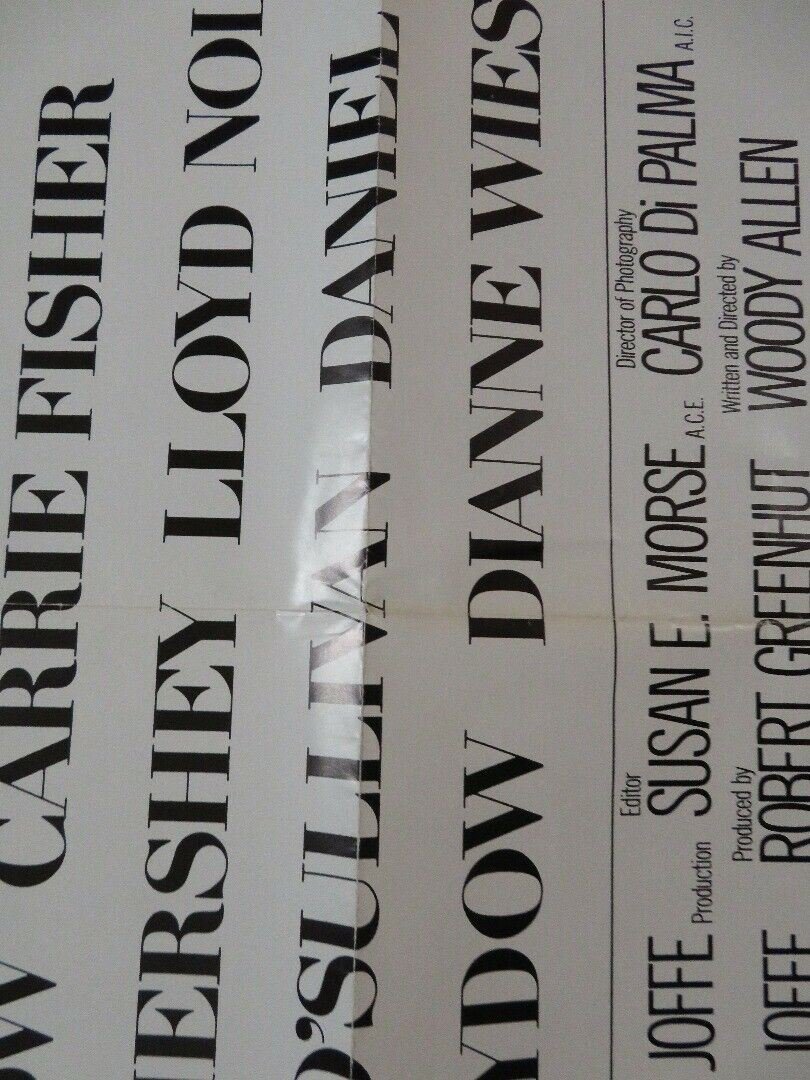 W CARRIE FISHER
ERSHEY LLOYD NOL
O'SULLIVAN DANIEL
YDOW DIANNE WIES
Editor Director of Photography
JOFFE Production SUSAN E. MORSE A.C.E. CARLO Di PALMA A.I.C.
Produced by Written and Directed by
JOFFE ROBERT GREENHUT WOODY ALLEN